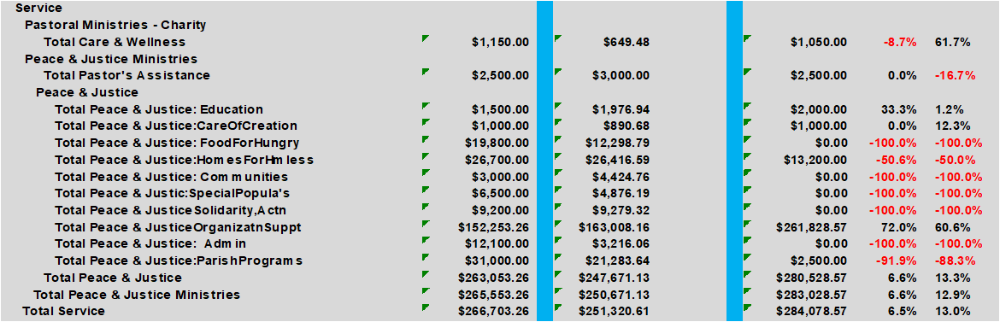 Service
Pastoral Ministries - Charity
Total Care & Wellness $1,150.00 $649.48 $1,050.00 -8.7% 61.7%
Peace & Justice Ministries
Total Pastor's Assistance $2,500.00 $3,000.00 $2,500.00 0.0% -16.7%
Peace & Justice
Total Peace & Justice: Education $1,500.00 $1,976.94 $2,000.00 33.3% 1.2%
Total Peace & Justice:CareOfCreation $1,000.00 $890.68 $1,000.00 0.0% 12.3%
Total Peace & Justice: FoodForHungry $19,800.00 $12,298.79 $0.00 -100.0% -100.0%
Total Peace & Justice:HomesForHmless $26,700.00 $26,416.59 $13,200.00 -50.6% -50.0%
Total Peace & Justice: Communities $3,000.00 $4,424.76 $0.00 -100.0% -100.0%
Total Peace & Justic:SpecialPopula's $6,500.00 $4,876.19 $0.00 -100.0% -100.0%
Total Peace & JusticeSolidarity,Actn $9,200.00 $9,279.32 $0.00 -100.0% -100.0%
Total Peace & JusticeOrganizatnSuppt $152,253.26 $163,008.16 $261,828.57 72.0% 60.6%
Total Peace & Justice: Admin $12,100.00 $3,216.06 $0.00 -100.0% -100.0%
Total Peace & Justice:ParishPrograms $31,000.00 $21,283.64 $2,500.00 -91.9% -88.3%
Total Peace & Justice $263,053.26 $247,671.13 $280,528.57 6.6% 13.3%
Total Peace & Justice Ministries $265,553.26 $250,671.13 $283,028.57 6.6% 12.9%
Total Service $266,703.26 $251,320.61 $284,078.57 6.5% 13.0%